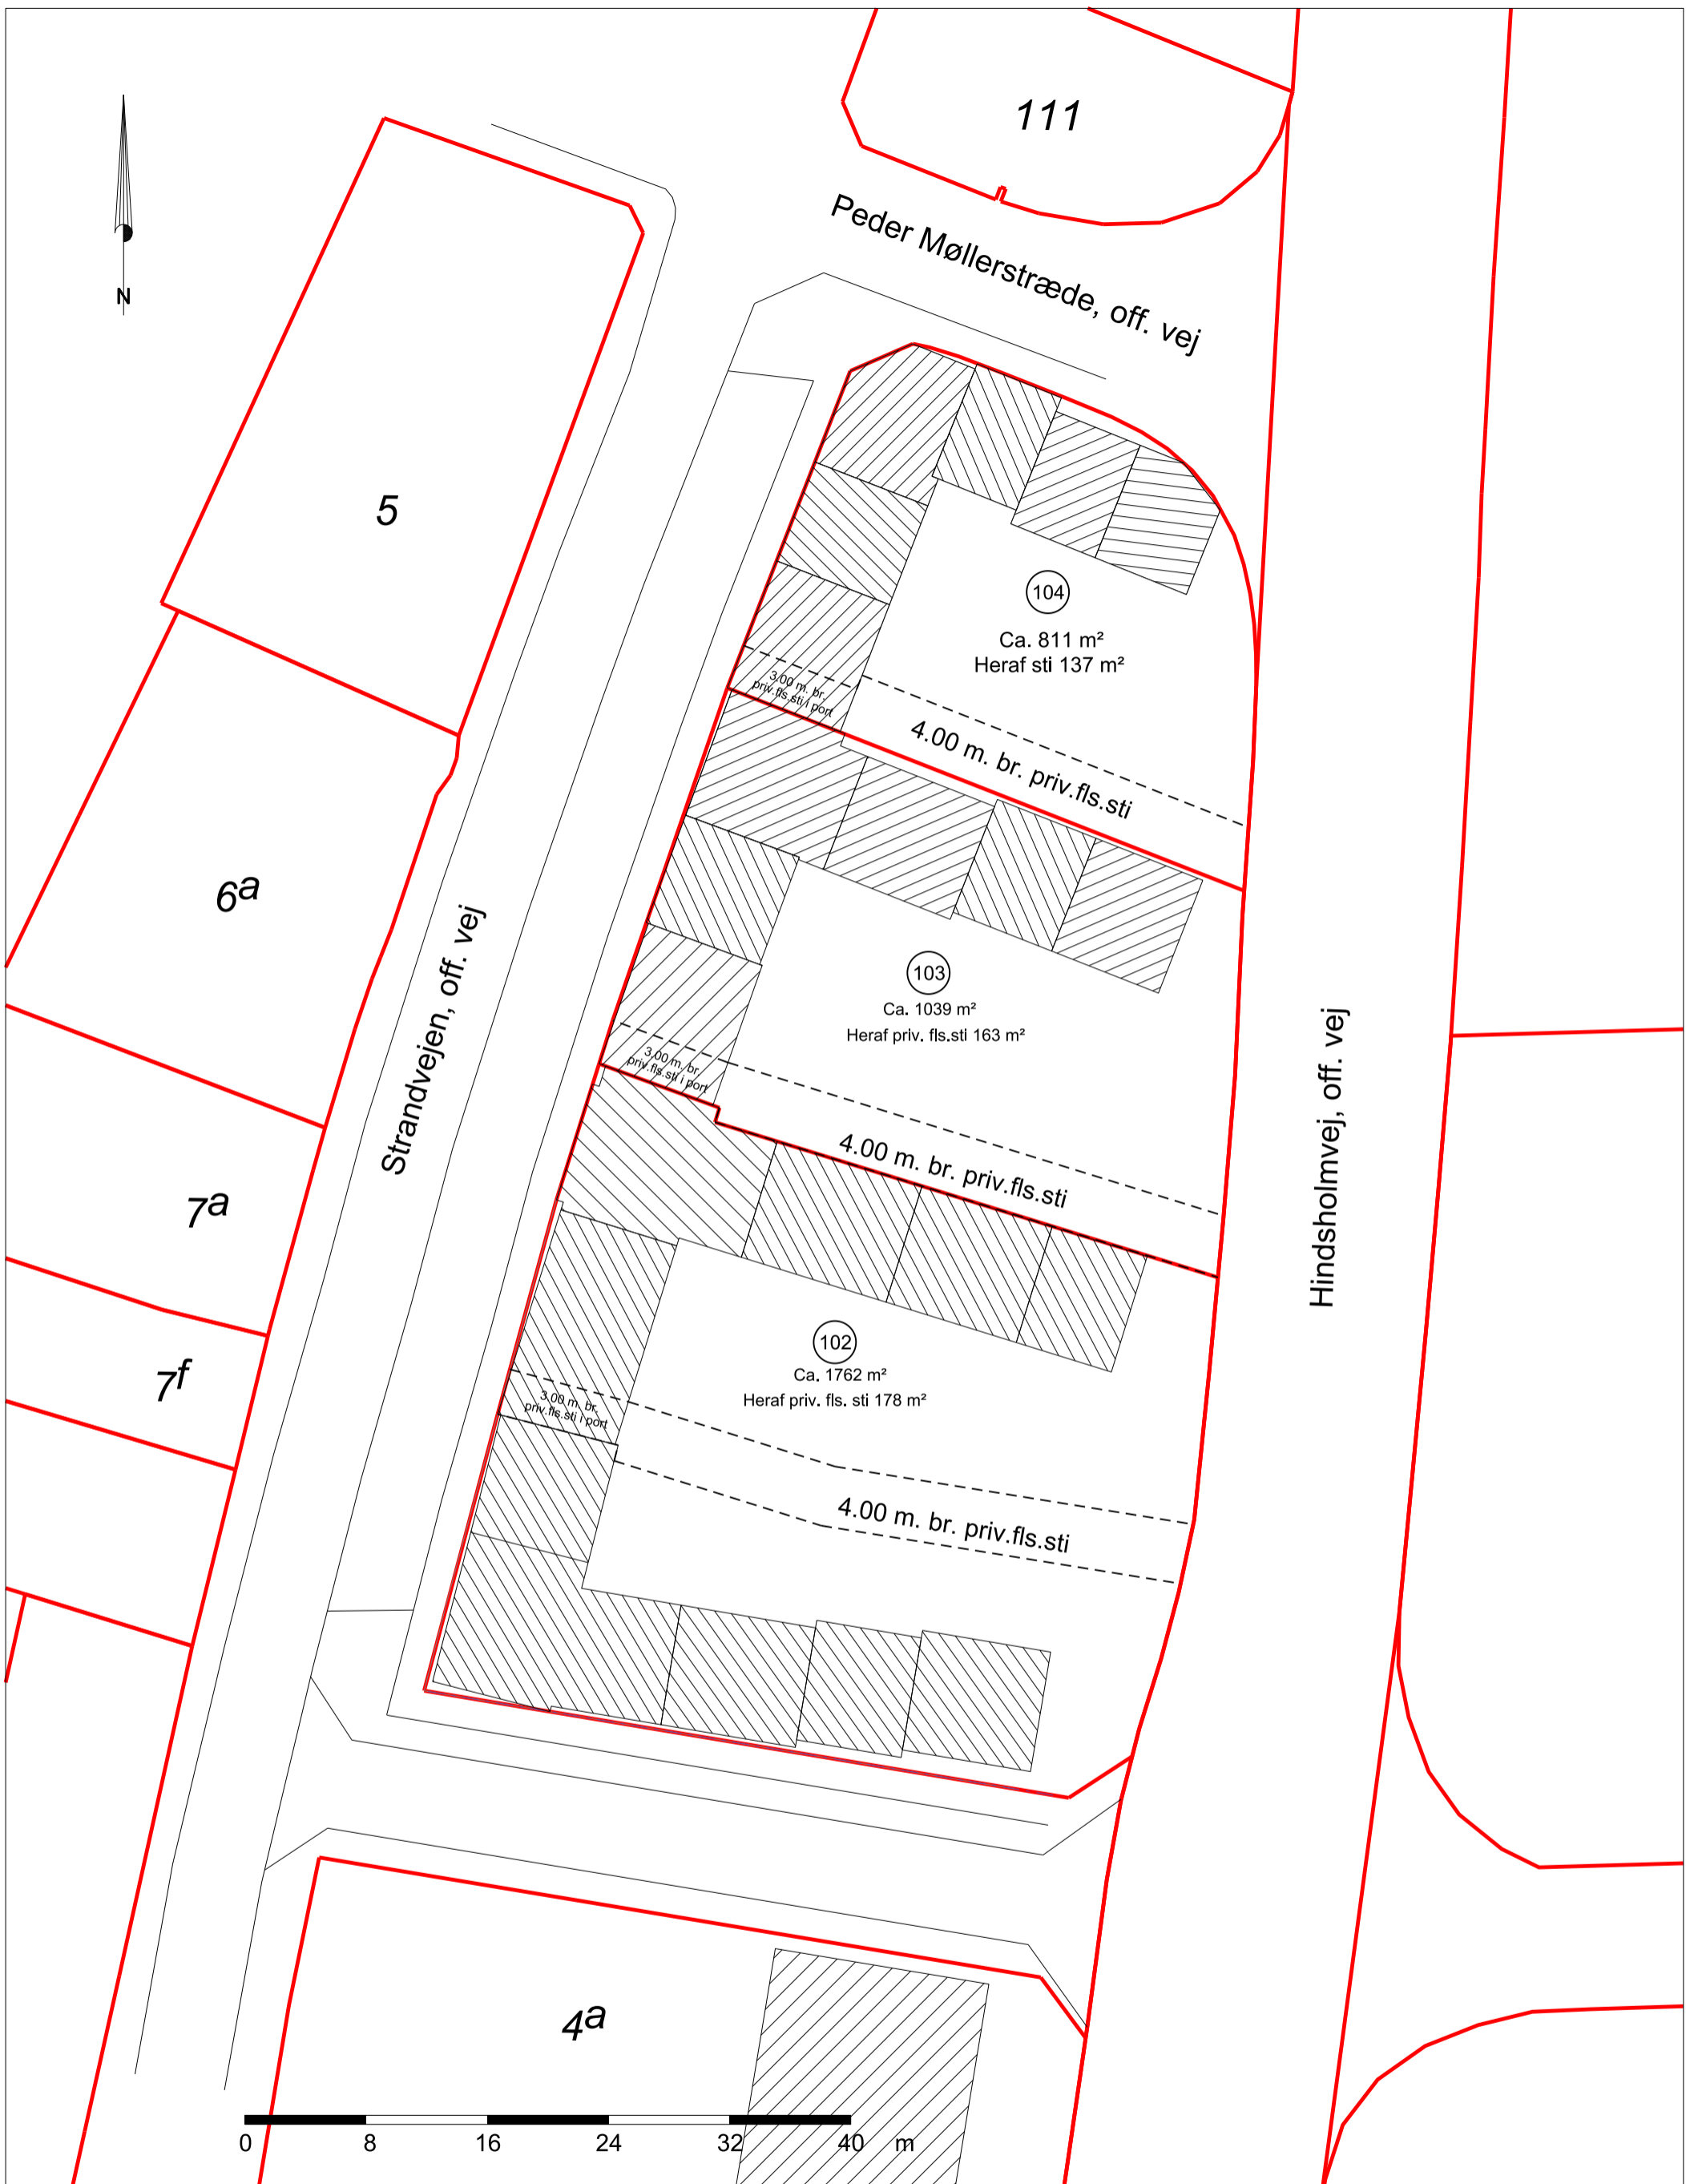 111
N
Peder Møllerstræde, off. vej
5
104
Ca. 811 m²
Heraf sti 137 m²
3.00 m. br.
priv.fls.sti i port
4.00 m. br. priv.fls.sti
6a
Strandvejen, off. vej
103
Ca. 1039 m²
Heraf priv. fls.sti 163 m²
3.00 m. br.
priv.fls.sti i port
4.00 m. br. priv.fls.sti
Hindsholmvej, off. vej
7a
102
Ca. 1762 m²
Heraf priv. fls. sti 178 m²
7f
3.00 m. br.
priv.fls.sti i port
4.00 m. br. priv.fls.sti
4a
0 8 16 24 32 40 m